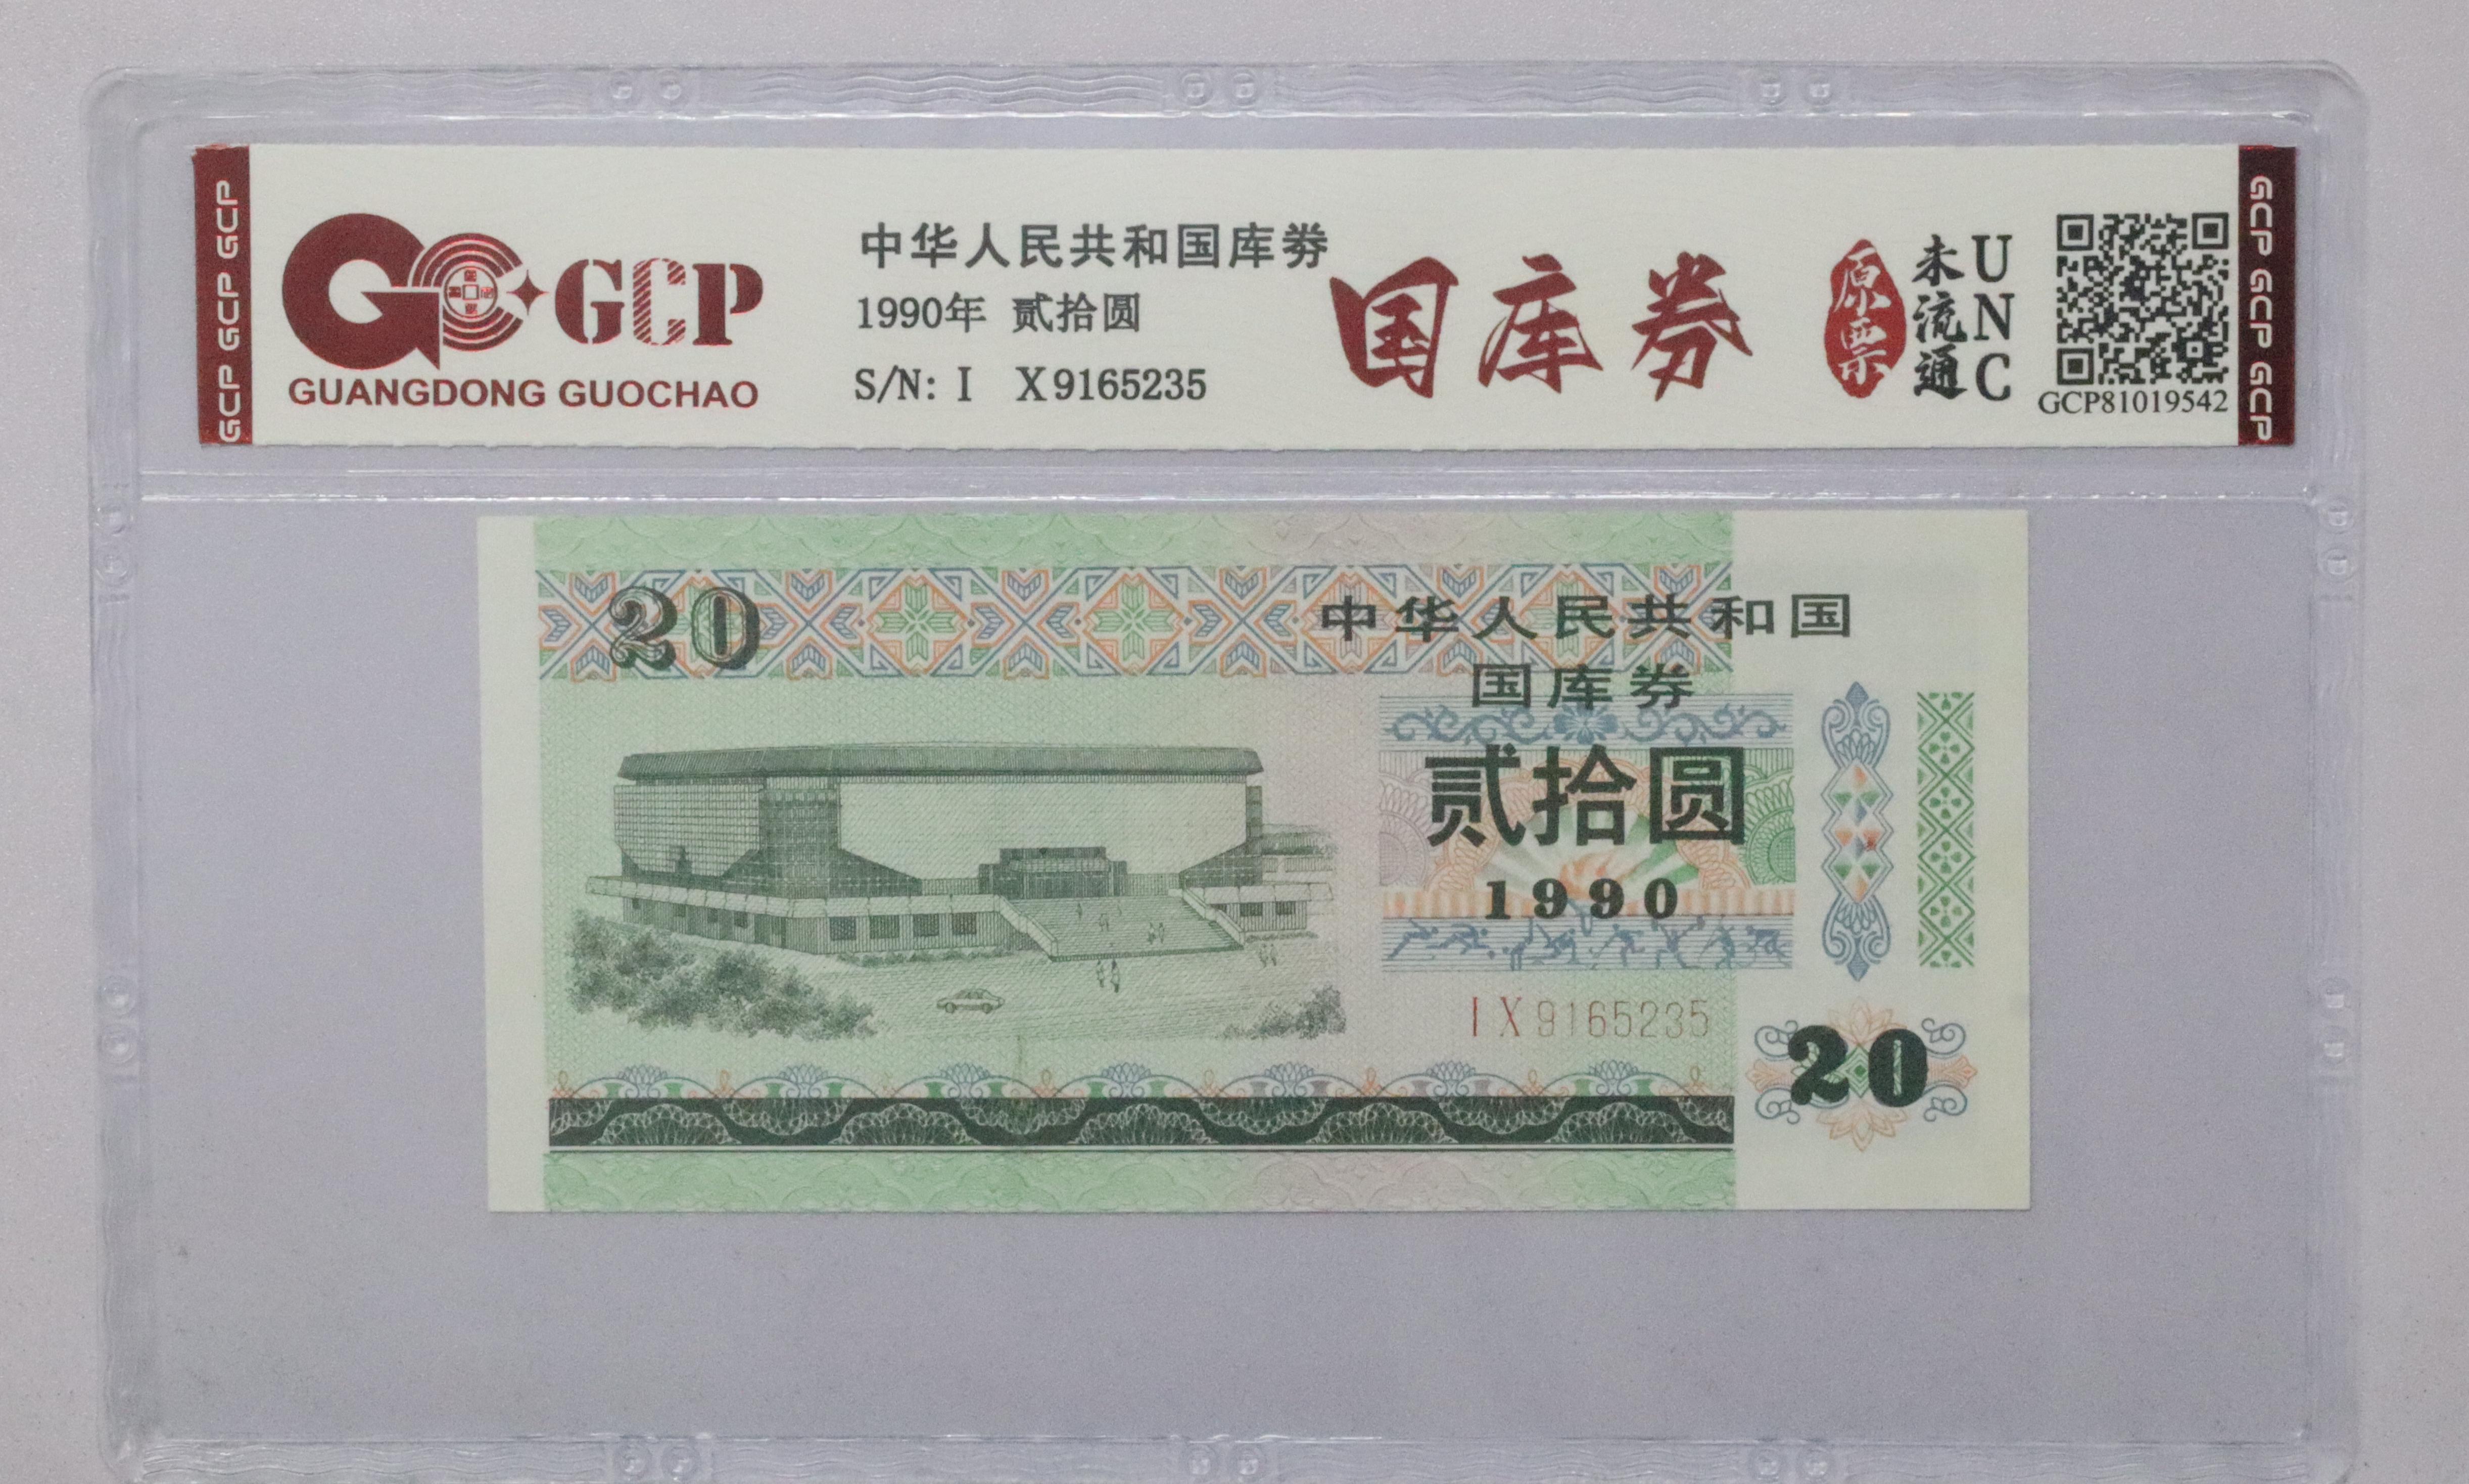 GCP GCP GCP
GCP
GUANGDONG GUOCHAO
中华人民共和国库券
1990年 贰拾圆
S/N: I X9165235
国库券
原票
未流通
UNC
GCP81019542
GCP GCP GCP
20
中华人民共和国
国库券
贰拾圆
1990
IX9165235
20